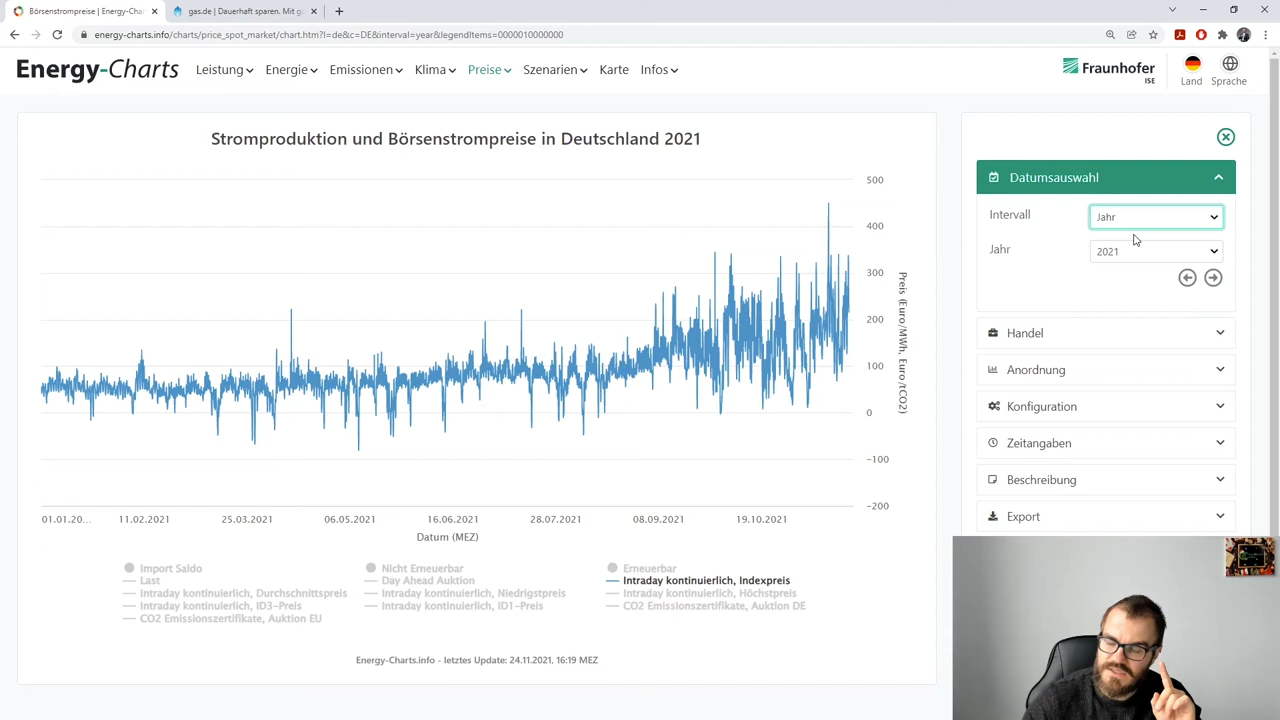 Börsenstrompreise | Energy-Charts
gas.de | Dauerhaft sparen. Mit g
energy-charts.info/charts/price_spot_market/chart.htm?l=de&c=DE&interval=year&legendItems=0000010000000
Energy-Charts
Leistung Energie Emissionen Klima Preise Szenarien Karte Infos
Fraunhofer
ISE
Land Sprache
Stromproduktion und Börsenstrompreise in Deutschland 2021
500
400
300
200
100
0
-100
-200
Preis (Euro/MWh, Euro/tCO2)
01.01.20... 11.02.2021 25.03.2021 06.05.2021 16.06.2021 28.07.2021 08.09.2021 19.10.2021
Datum (MEZ)
Import Saldo Nicht Erneuerbar Erneuerbar
Last Day Ahead Auktion Intraday kontinuierlich, Indexpreis
Intraday kontinuierlich, Durchschnittspreis Intraday kontinuierlich, Niedrigstpreis Intraday kontinuierlich, Höchstpreis
Intraday kontinuierlich, ID3-Preis Intraday kontinuierlich, ID1-Preis CO2 Emissionszertifikate, Auktion DE
CO2 Emissionszertifikate, Auktion EU
Energy-Charts.info - letztes Update: 24.11.2021, 16:19 MEZ
Datumsauswahl
Intervall Jahr
Jahr 2021
Handel
Anordnung
Konfiguration
Zeitangaben
Beschreibung
Export